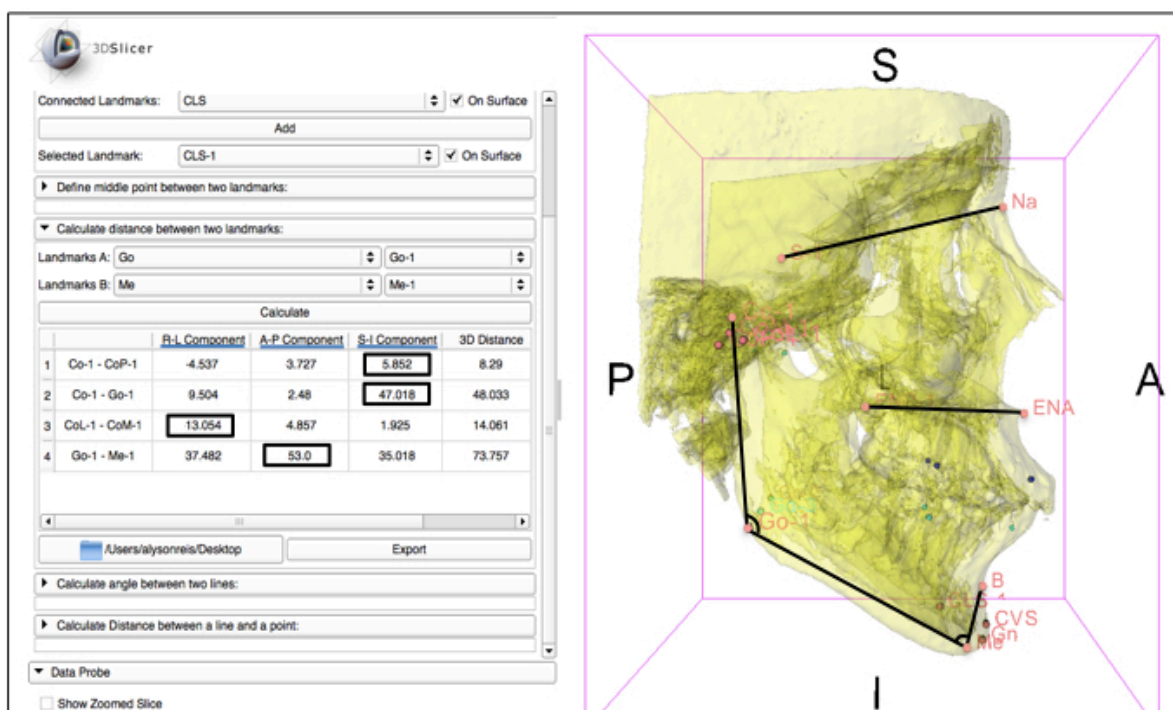 3DSlicer
Connected Landmarks: CLS On Surface
Add
Selected Landmark: CLS-1 On Surface
Define middle point between two landmarks:
Calculate distance between two landmarks:
Landmarks A: Go Go-1
Landmarks B: Me Me-1
Calculate
R-L Component A-P Component S-I Component 3D Distance
1 Co-1 - CoP-1 -4.537 3.727 5.852 8.29
2 Co-1 - Go-1 9.504 2.48 47.018 48.033
3 CoL-1 - CoM-1 13.054 4.857 1.925 14.061
4 Go-1 - Me-1 37.482 53.0 35.018 73.757
/Users/alysonreis/Desktop Export
Calculate angle between two lines:
Calculate Distance between a line and a point:
Data Probe
Show Zoomed Slice
S
Na
S
P
A
L
ENA
Go-1
B
CLS-1
CVS
Gn
Me
I